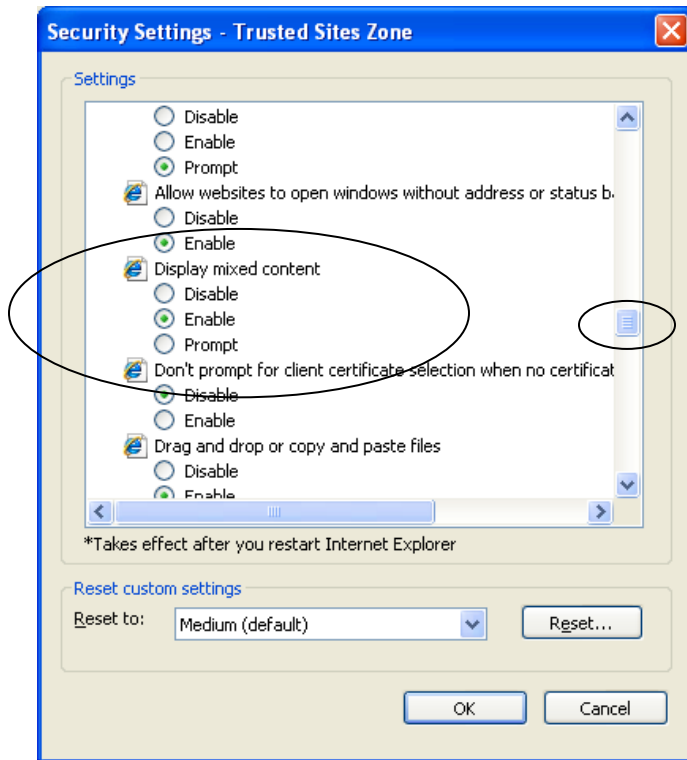 Security Settings - Trusted Sites Zone
Settings
Disable
Enable
Prompt
Allow websites to open windows without address or status ba
Disable
Enable
Display mixed content
Disable
Enable
Prompt
Don't prompt for client certificate selection when no certificat
Disable
Enable
Drag and drop or copy and paste files
Disable
Enable
*Takes effect after you restart Internet Explorer
Reset custom settings
Reset to:
Medium (default)
Reset...
OK
Cancel